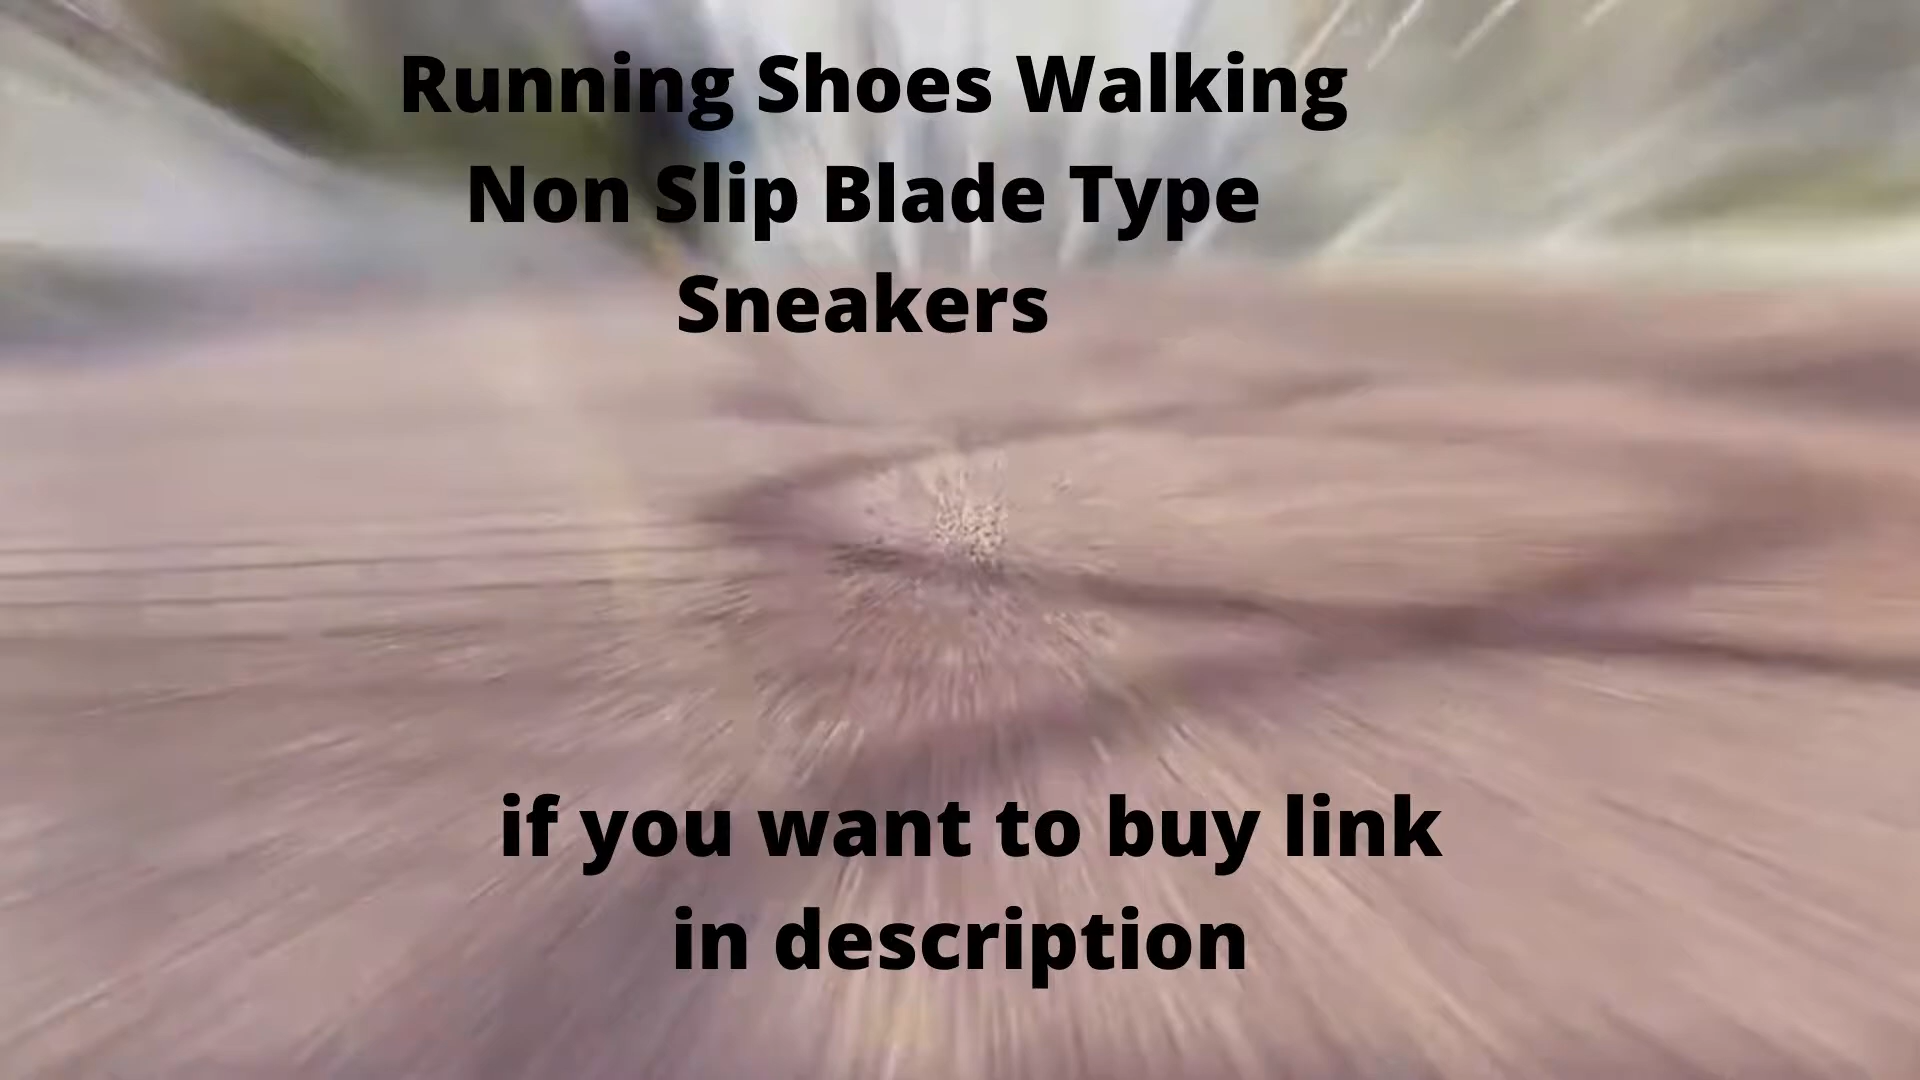 Running Shoes Walking
Non Slip Blade Type
Sneakers
if you want to buy link
in description